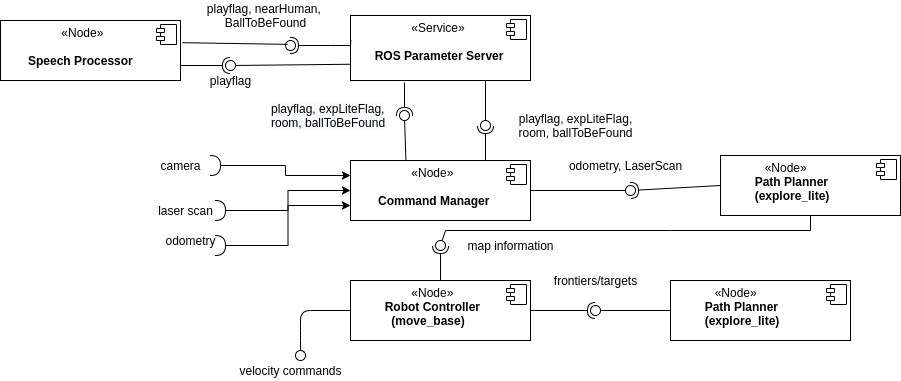 playflag, nearHuman,
BallToBeFound
«Node»
Speech Processor
«Service»
ROS Parameter Server
playflag
playflag, expLiteFlag,
room, ballToBeFound
playflag, expLiteFlag,
room, ballToBeFound
camera
laser scan
odometry
«Node»
Command Manager
odometry, LaserScan
«Node»
Path Planner
(explore_lite)
map information
«Node»
Robot Controller
(move_base)
frontiers/targets
«Node»
Path Planner
(explore_lite)
velocity commands